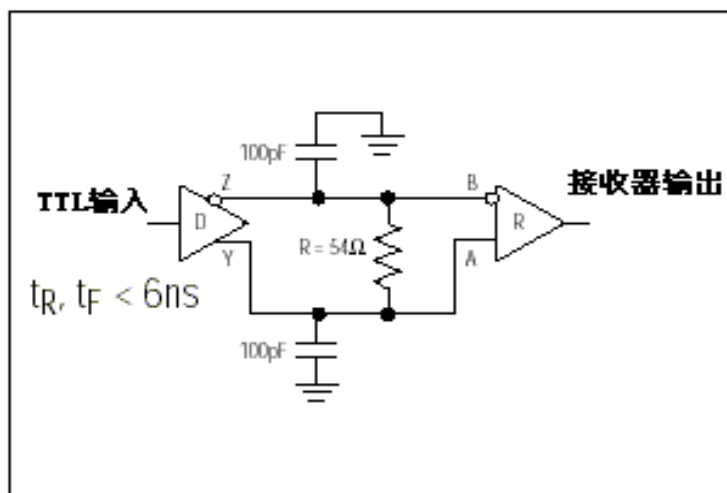 100pF
Z
B
接收器输出
TTL输入
D
R
R = 54Ω
Y
A
tR, tF < 6ns
100pF